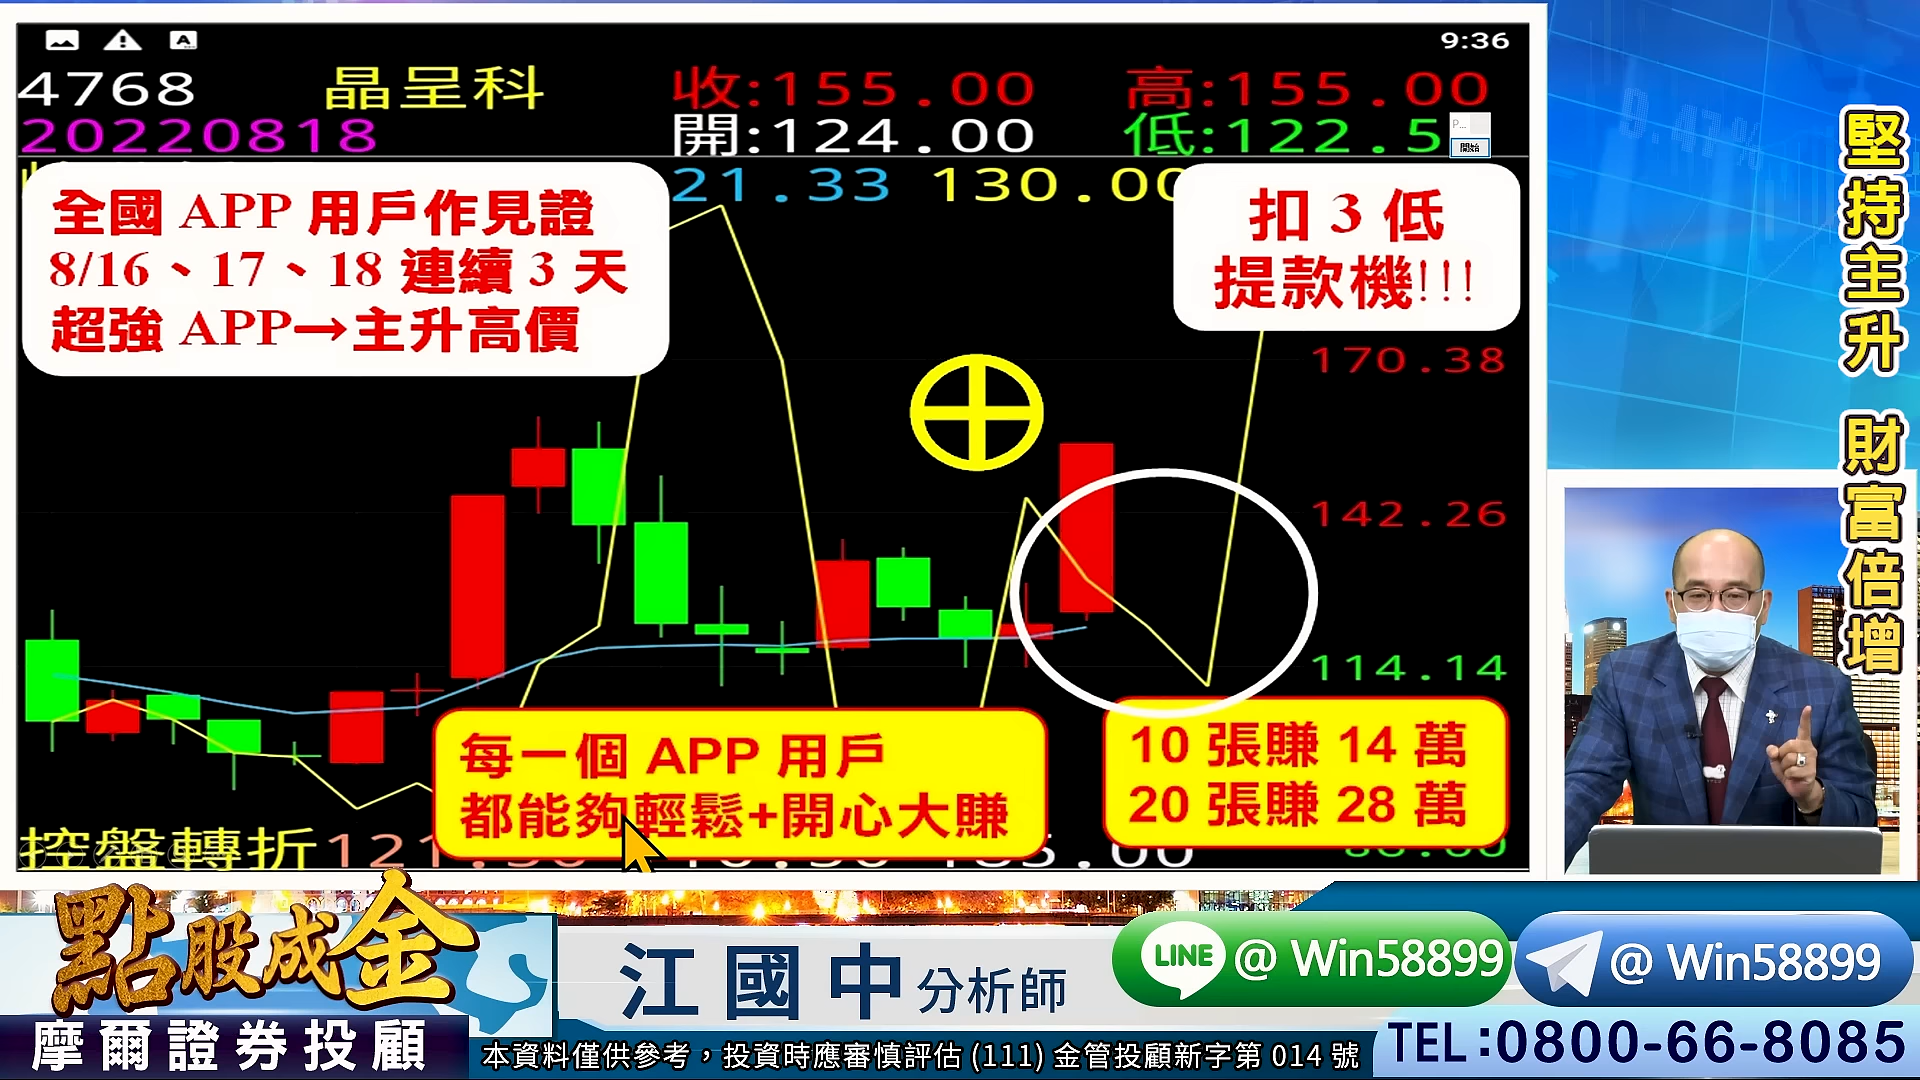 9:36
4768 晶呈科 收:155.00 高:155.00
20220818 開:124.00 低:122.5
P...
開始
21.33 130.00
全國 APP 用戶作見證
8/16、17、18 連續 3 天
超強 APP→主升高價
扣 3 低
提款機!!!
170.38
142.26
114.14
每一個 APP 用戶
都能夠輕鬆+開心大賺
10 張賺 14 萬
20 張賺 28 萬
控盤轉折
堅持主升 財富倍增
點股成金
摩爾證券投顧
江國中 分析師
LINE @ Win58899
@ Win58899
TEL:0800-66-8085
本資料僅供參考，投資時應審慎評估 (111) 金管投顧新字第 014 號